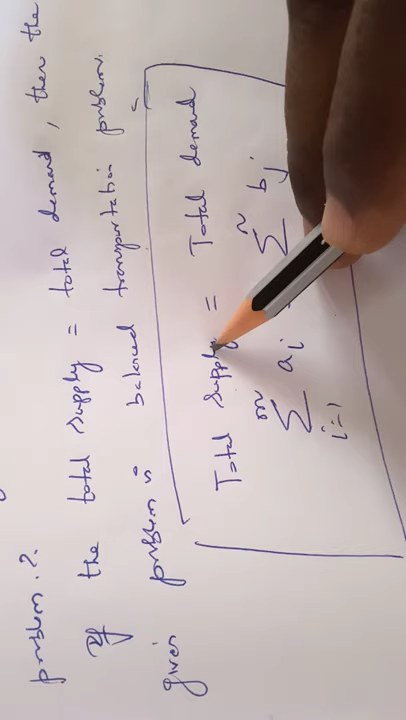 problem.?
If the total supply = total demand, then the
given problem is balanced transportation problem.
Total supply = Total demand
m ∑ i=1 ai n ∑ bj